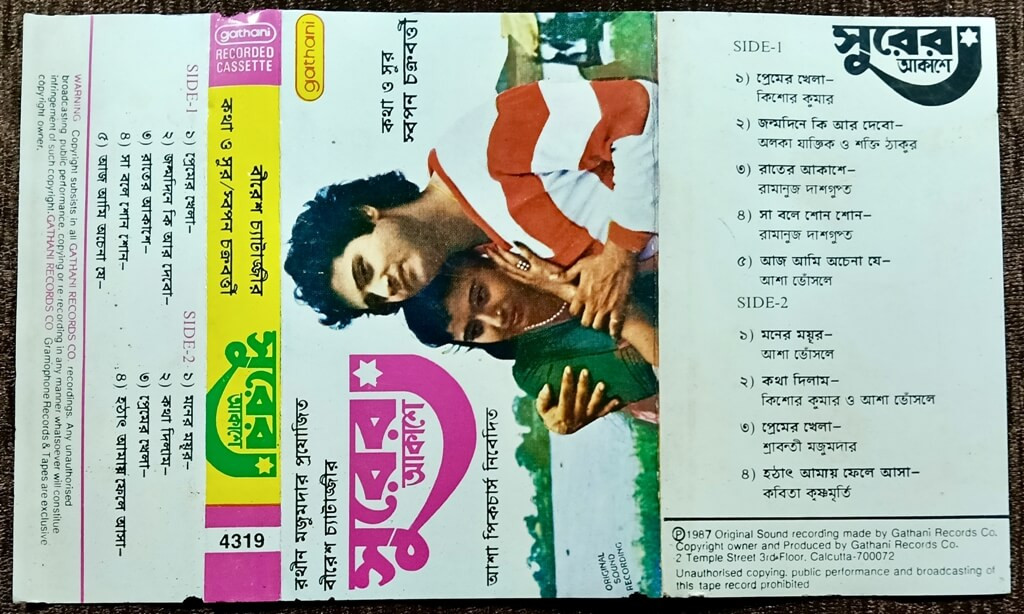 WARNING Copyright subsists in all GATHANI RECORDS CO. recordings. Any unauthorised
broadcasting public performance, copying or re-recording in any manner whatsoever will constitute
infringement of such copyright. GATHANI RECORDS CO Gramophone Records & Tapes are exclusive
copyright owner.
SIDE-1
১) প্রেমের খেলা–
২) জন্মদিনে কি আর দেবো–
৩) রাতের আকাশে–
৪) সা বলে শোন শোন–
৫) আজ আমি অচেনা যে–
SIDE-2
১) মনের ময়ূর–
২) কথা দিলাম–
৩) প্রেমের খেলা–
৪) হঠাৎ আমায় ফেলে আসা–
gathani
RECORDED
CASSETTE
বীরেশ চ্যাটার্জ্জীর
কথা ও সুর/স্বপন চক্রবর্ত্তী
সুরের
আকাশে
4319
gathani
কথা ও সুর
স্বপন চক্রবর্ত্তী
রথীন মজুমদার প্রযোজিত
বীরেশ চ্যাটার্জ্জীর
সুরের
আকাশে
আশা পিকচার্স নিবেদিত
ORIGINAL
SOUND
RECORDING
সুরের
আকাশে
SIDE-1
১) প্রেমের খেলা–
কিশোর কুমার
২) জন্মদিনে কি আর দেবো–
অলকা যাজ্ঞিক ও শক্তি ঠাকুর
৩) রাতের আকাশে–
রামানুজ দাশগুপ্ত
৪) সা বলে শোন শোন–
রামানুজ দাশগুপ্ত
৫) আজ আমি অচেনা যে–
আশা ভোঁসলে
SIDE-2
১) মনের ময়ূর–
আশা ভোঁসলে
২) কথা দিলাম–
কিশোর কুমার ও আশা ভোঁসলে
৩) প্রেমের খেলা–
শ্রাবন্তী মজুমদার
৪) হঠাৎ আমায় ফেলে আসা–
কবিতা কৃষ্ণমূর্তি
Ⓟ1987 Original Sound recording made by Gathani Records Co.
Copyright owner and Produced by Gathani Records Co.
2 Temple Street 3rd Floor, Calcutta-700072
Unauthorised copying, public performance and broadcasting of
this tape record prohibited